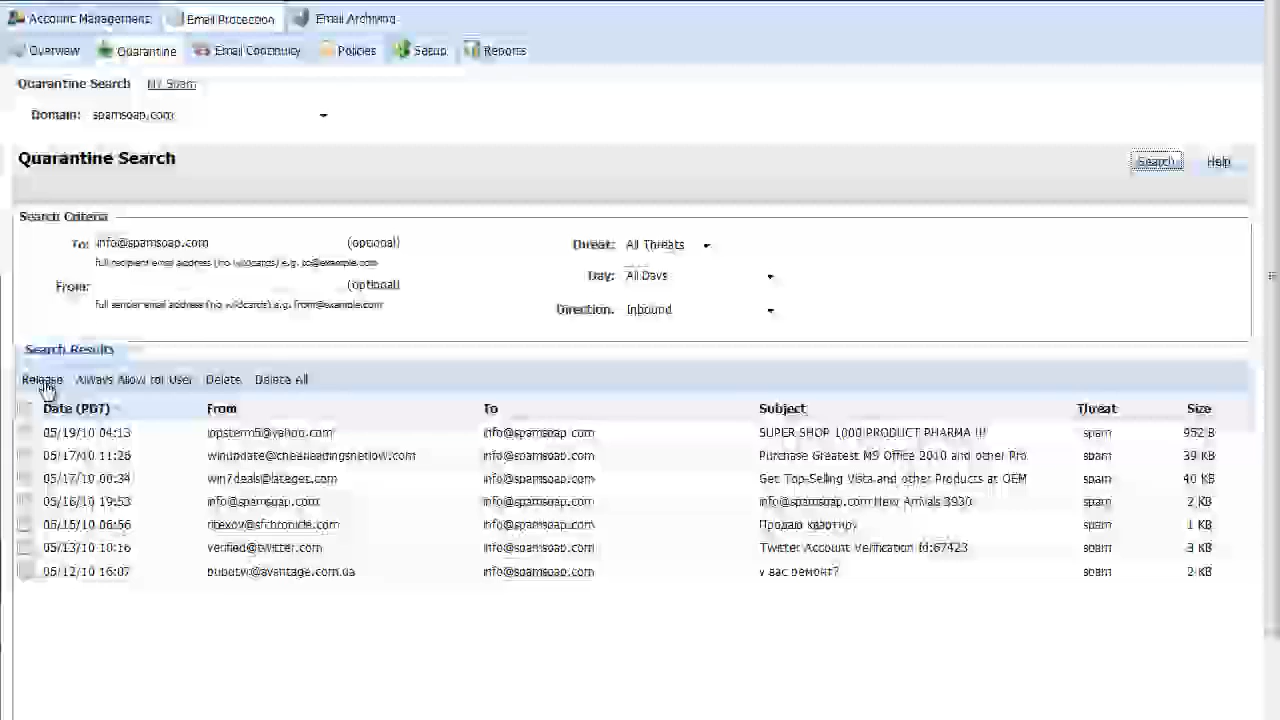 Account Management Email Protection Email Archiving
Overview Quarantine Email Continuity Policies Setup Reports
Quarantine Search My Spam
Domain: spamsoap.com
Quarantine Search Search Help
Search Criteria
To: info@spamsoap.com (optional) Threat: All Threats
full recipient email address (no wildcards) e.g. to@example.com
Day: All Days
From: (optional)
full sender email address (no wildcards) e.g. from@example.com
Direction: Inbound
Search Results
Release Always Allow for User Delete Delete All
Date (PDT) From To Subject Threat Size
05/19/10 04:13 info@spamsoap.com SUPER SHOP 1000 PRODUCT PHARMA !!! spam 952 B
05/17/10 11:28 info@spamsoap.com Purchase Greatest MS Office 2010 and other Pro spam 39 KB
05/17/10 00:34 info@spamsoap.com Get Top-Selling Vista and other Products at OEM spam 40 KB
05/16/10 19:53 info@spamsoap.com info@spamsoap.com info@spamsoap.com New Arrivals 3930 spam 2 KB
05/15/10 06:56 info@spamsoap.com Продаю квартиру. spam 1 KB
05/13/10 10:16 verified@twitter.com info@spamsoap.com Twitter Account Verification Id:67423 spam 3 KB
05/12/10 16:07 info@spamsoap.com у вас ремонт? spam 2 KB